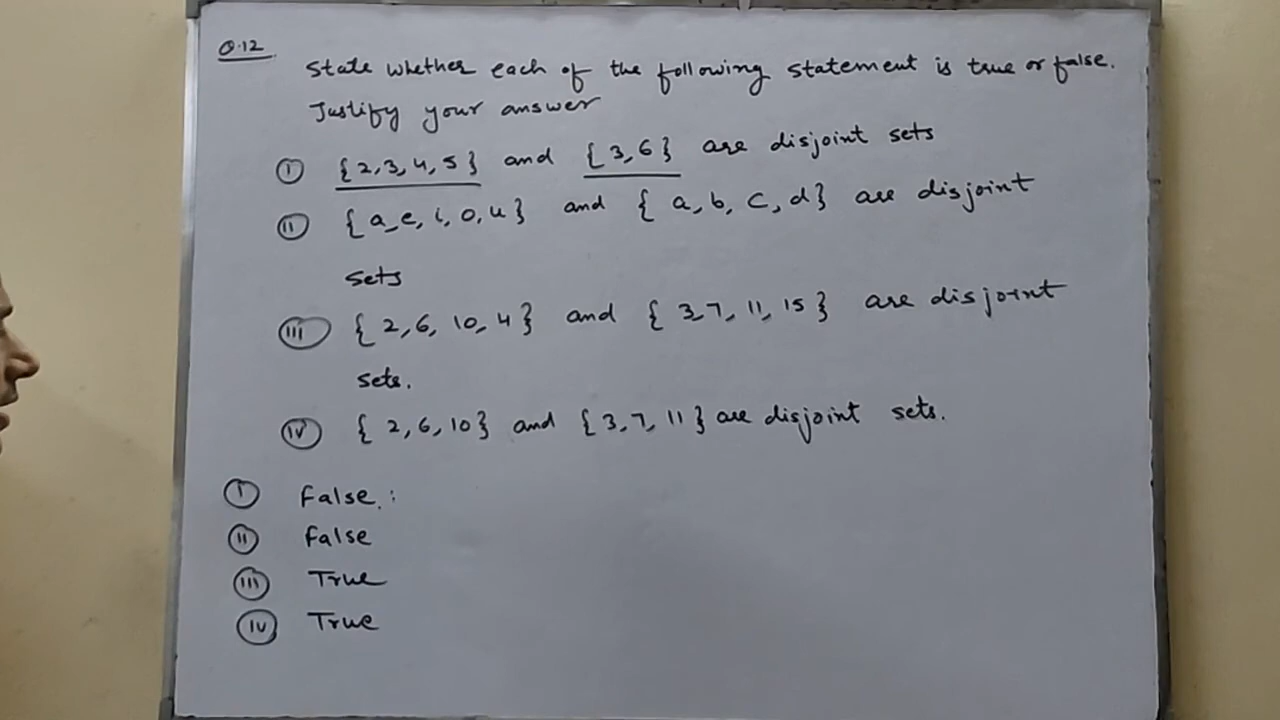 Q.12
State whether each of the following statement is true or false.
Justify your answer
(i) {2,3,4,5} and {3,6} are disjoint sets
(ii) {a,e,i,o,u} and {a,b,c,d} are disjoint
sets
(iii) {2,6,10,4} and {3,7,11,15} are disjoint
sets.
(iv) {2,6,10} and {3,7,11} are disjoint sets.
(i) False :
(ii) False
(iii) True
(iv) True